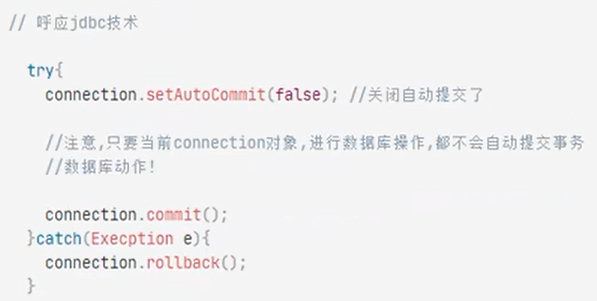 // 呼应jdbc技术
try{
connection.setAutoCommit(false); //关闭自动提交了
//注意,只要当前connection对象,进行数据库操作,都不会自动提交事务
//数据库动作!
connection.commit();
}catch(Execption e){
connection.rollback();
}